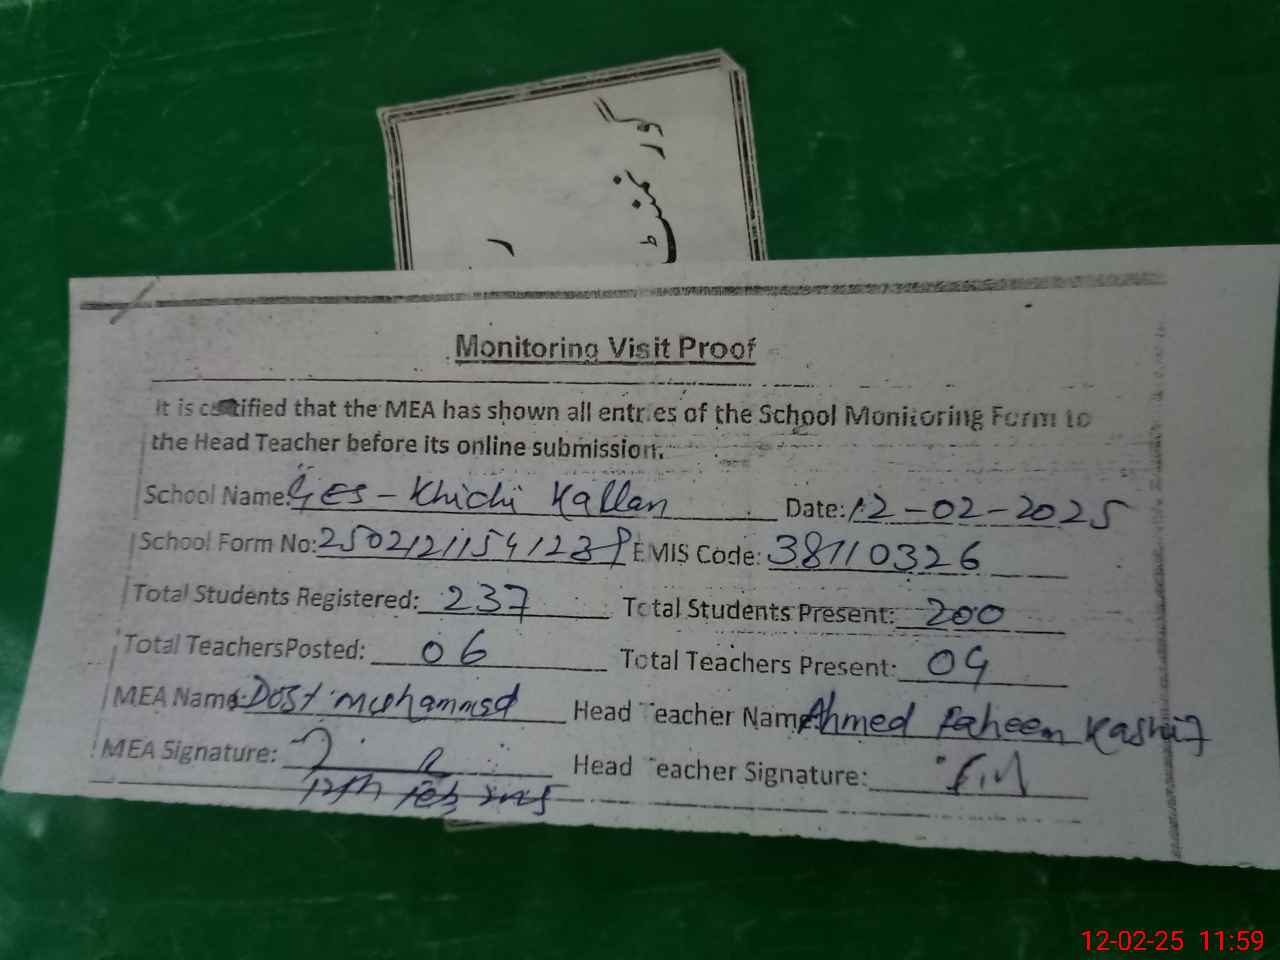 Monitoring Visit Proof
It is certified that the MEA has shown all entries of the School Monitoring Form to
the Head Teacher before its online submission.
School Name: GES - Khichi Kallan Date: 12-02-2025
School Form No: EMIS Code: 38110326
Total Students Registered: 237 Total Students Present: 200
Total TeachersPosted: 06 Total Teachers Present:
MEA Name: Dost Muhammad Head Teacher Name: Ahmed Faheem Kashif
MEA Signature: Head Teacher Signature:
12th Feb 2025
12-02-25 11:59